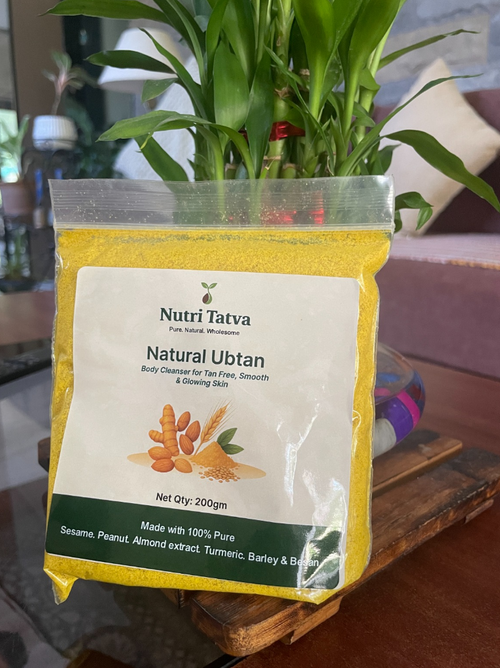 Nutri Tatva
Pure. Natural. Wholesome
Natural Ubtan
Body Cleanser for Tan Free, Smooth
& Glowing Skin
Net Qty: 200gm
Made with 100% Pure
Sesame. Peanut. Almond extract. Turmeric. Barley & Besan